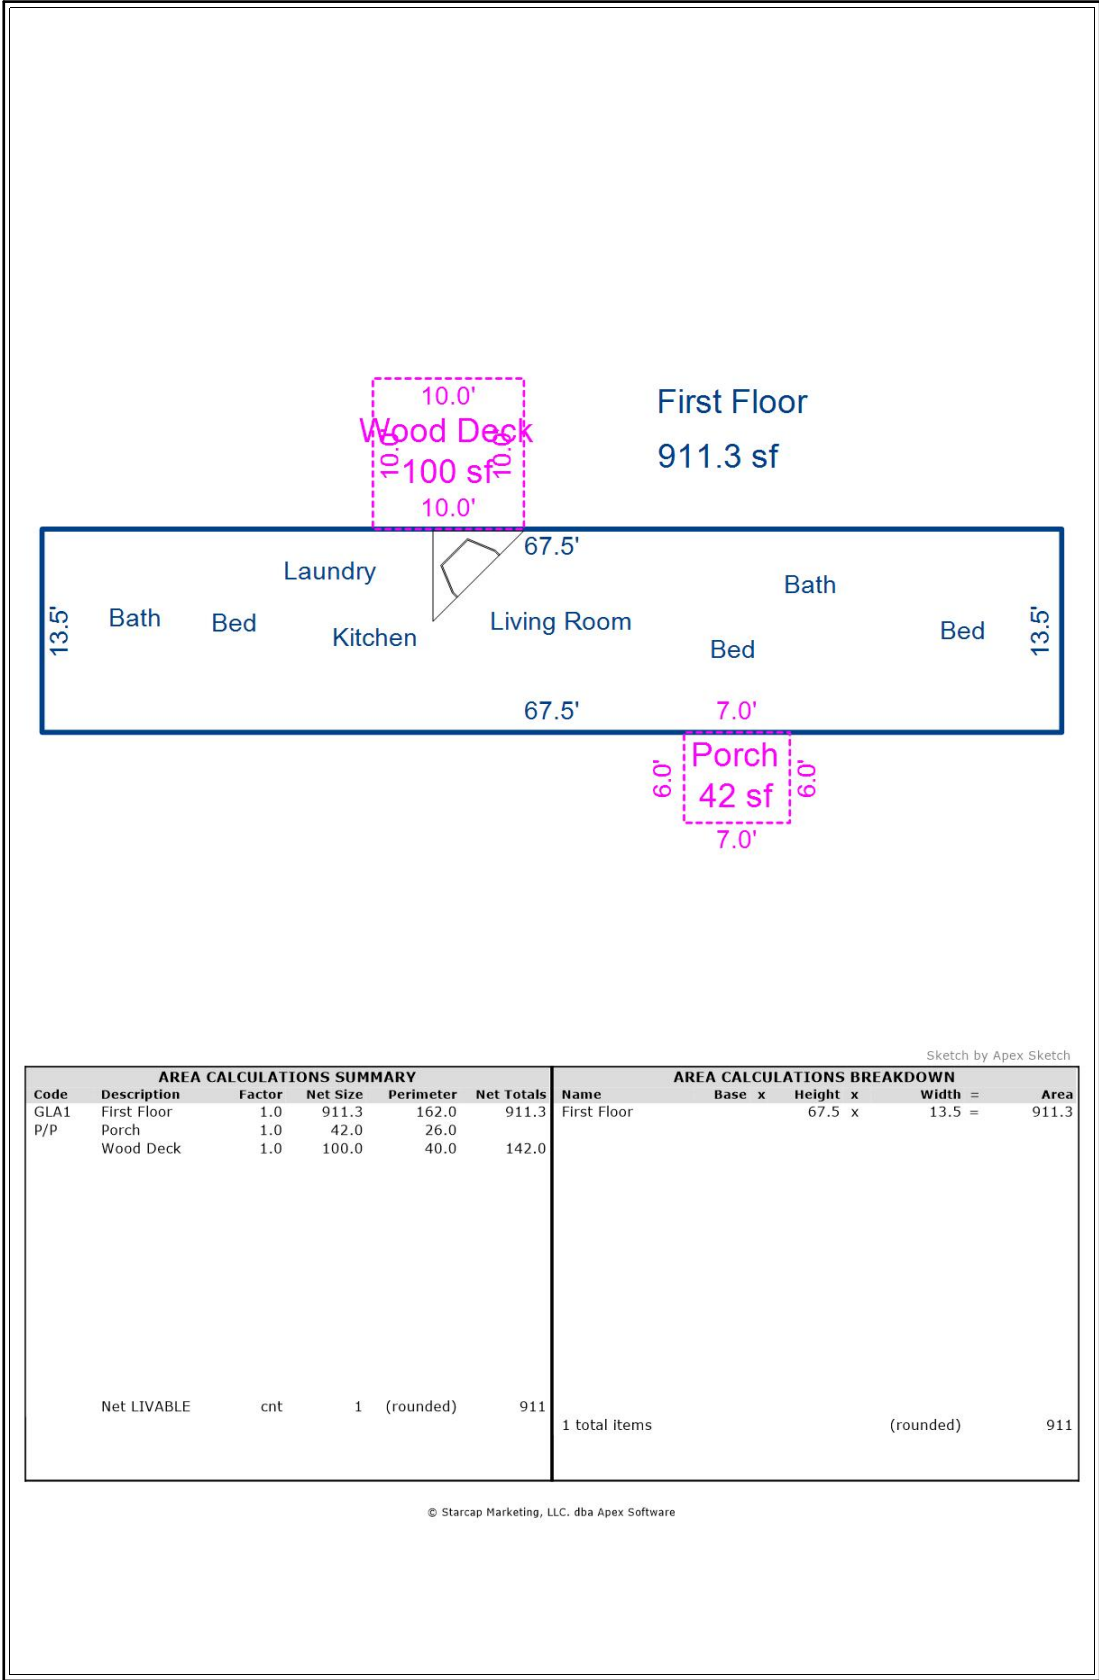 10.0'
Wood Deck
10.0'
10.0'
100 sf
10.0'
First Floor
911.3 sf
67.5'
Laundry
Bath
13.5'
Bath
Bed
Kitchen
Living Room
Bed
Bed
13.5'
67.5'
7.0'
Porch
6.0'
6.0'
42 sf
7.0'
Sketch by Apex Sketch
AREA CALCULATIONS SUMMARY
Code Description Factor Net Size Perimeter Net Totals
GLA1 First Floor 1.0 911.3 162.0 911.3
P/P Porch 1.0 42.0 26.0
Wood Deck 1.0 100.0 40.0 142.0
Net LIVABLE cnt 1 (rounded) 911
AREA CALCULATIONS BREAKDOWN
Name Base x Height x Width = Area
First Floor 67.5 x 13.5 = 911.3
1 total items (rounded) 911
© Starcap Marketing, LLC. dba Apex Software